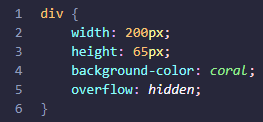 1 div {
2 width: 200px;
3 height: 65px;
4 background-color: coral;
5 overflow: hidden;
6 }